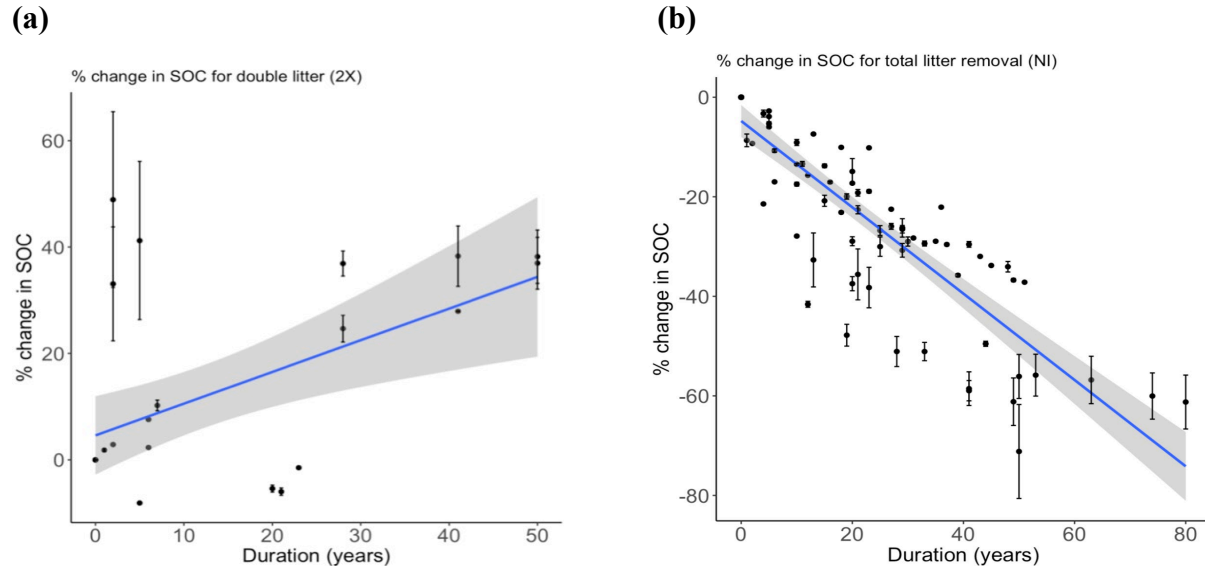 (a)
% change in SOC for double litter (2X)
% change in SOC
60
40
20
0
0 10 20 30 40 50
Duration (years)
(b)
% change in SOC for total litter removal (NI)
% change in SOC
0
-20
-40
-60
-80
0 20 40 60 80
Duration (years)